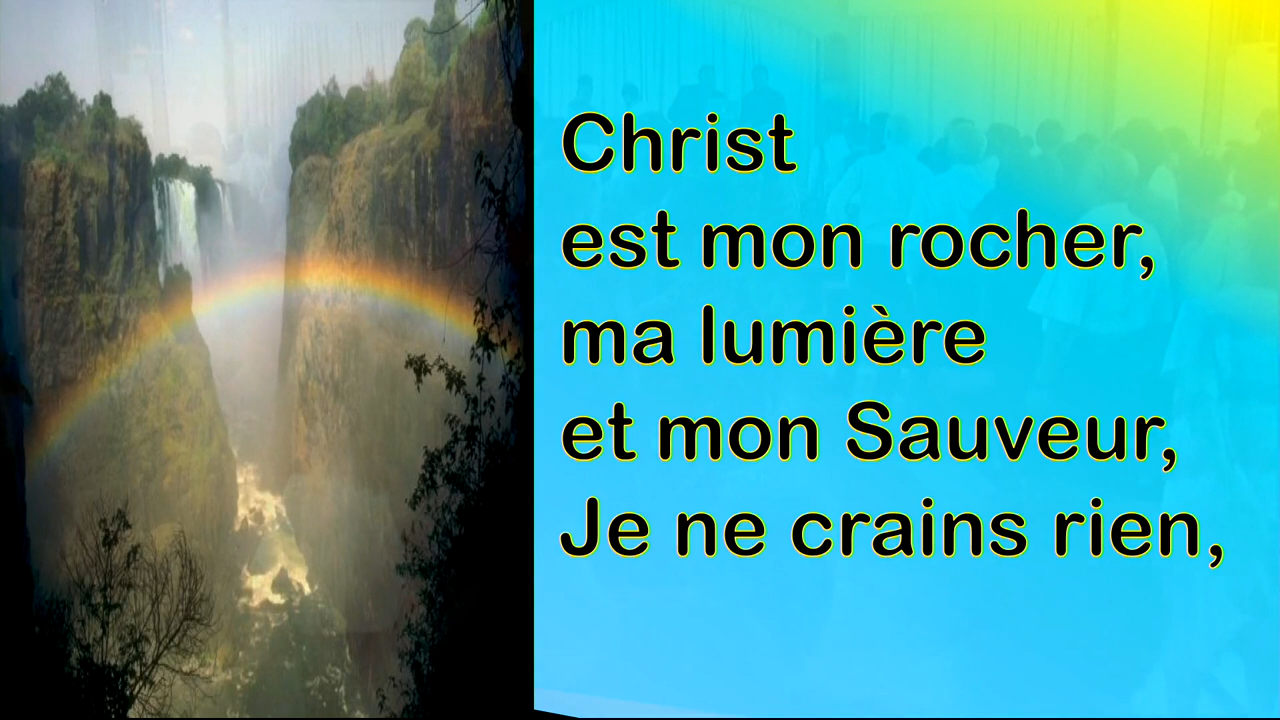 Christ
est mon rocher,
ma lumière
et mon Sauveur,
Je ne crains rien,